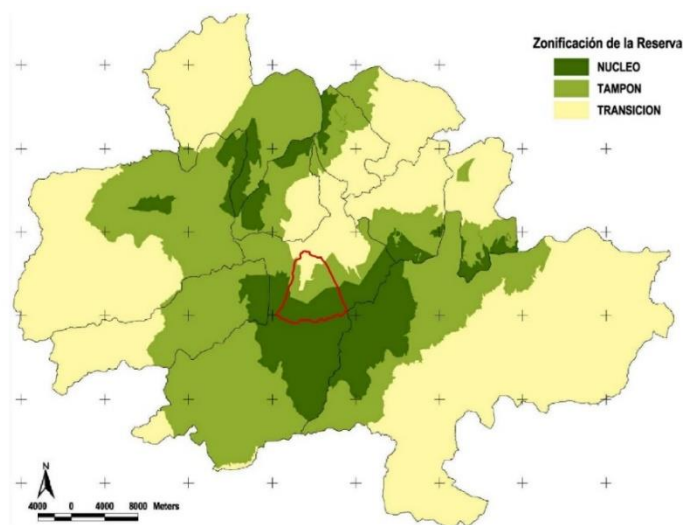 Zonificación de la Reserva
NUCLEO
TAMPON
TRANSICION
N
4000 0 4000 8000 Meters